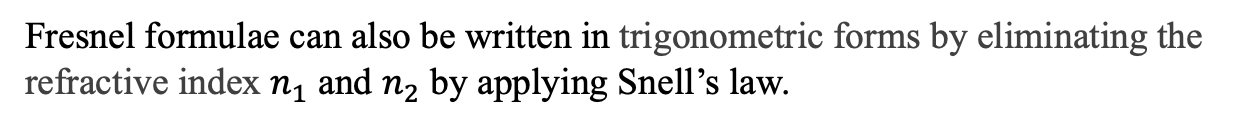 Fresnel formulae can also be written in trigonometric forms by eliminating the
refractive index n₁ and n₂ by applying Snell’s law.